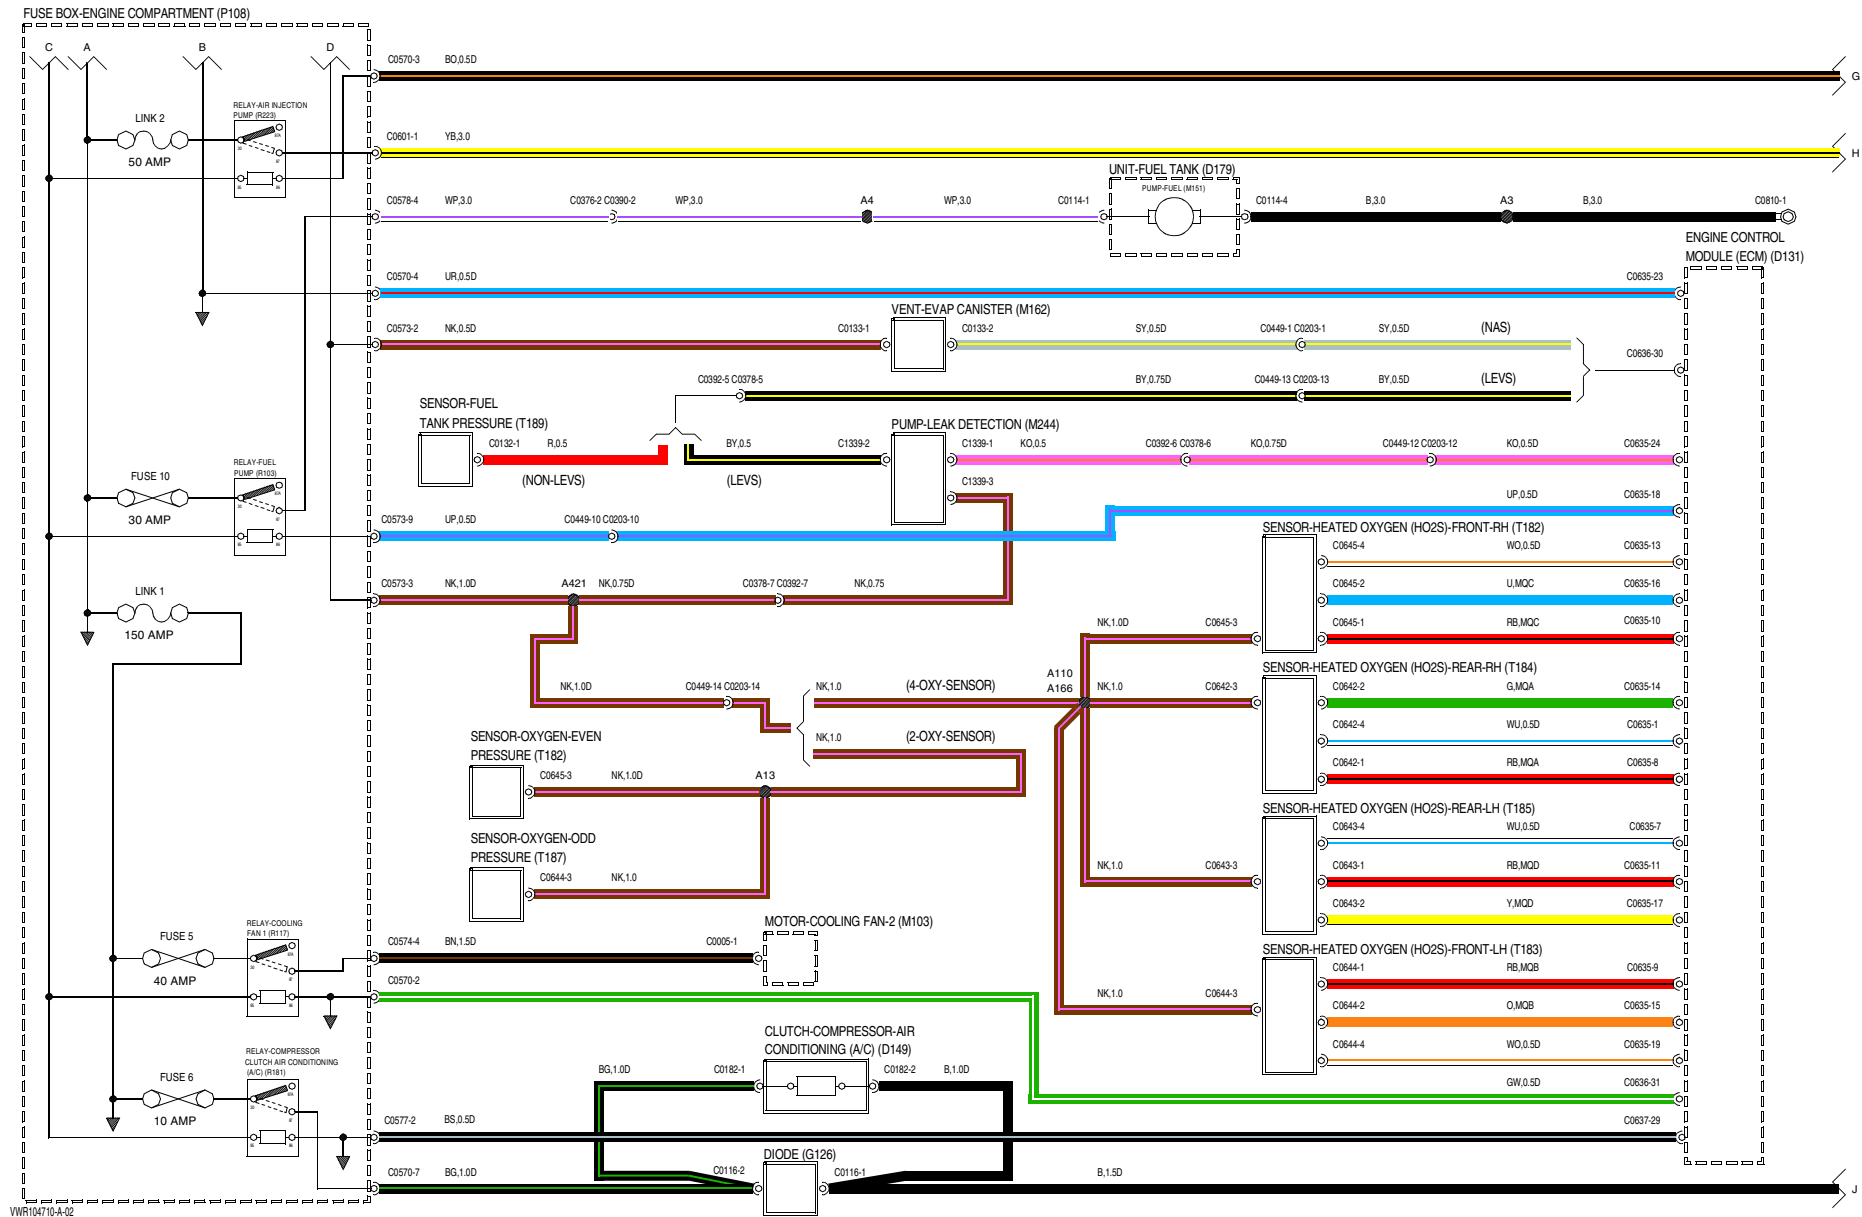 FUSE BOX-ENGINE COMPARTMENT (P108)
C A B D
C0570-3 BO,0.5D
G
RELAY-AIR INJECTION
PUMP (R223)
LINK 2
50 AMP
C0601-1 YB,3.0
H
UNIT-FUEL TANK (D179)
PUMP-FUEL (M151)
C0578-4 WP,3.0 C0376-2 C0390-2 WP,3.0 A4 WP,3.0 C0114-1 C0114-4 B,3.0 A3 B,3.0 C0810-1
ENGINE CONTROL
MODULE (ECM) (D131)
C0570-4 UR,0.5D C0635-23
VENT-EVAP CANISTER (M162)
C0573-2 NK,0.5D C0133-1 C0133-2 SY,0.5D C0449-1 C0203-1 SY,0.5D (NAS)
C0636-30
C0392-5 C0378-5 BY,0.75D C0449-13 C0203-13 BY,0.5D (LEVS)
SENSOR-FUEL
TANK PRESSURE (T189)
PUMP-LEAK DETECTION (M244)
C0132-1 R,0.5 BY,0.5 C1339-2 C1339-1 KO,0.5 C0392-6 C0378-6 KO,0.75D C0449-12 C0203-12 KO,0.5D C0635-24
(NON-LEVS) (LEVS) C1339-3
RELAY-FUEL
PUMP (R103)
FUSE 10
30 AMP
UP,0.5D C0635-18
C0573-9 UP,0.5D C0449-10 C0203-10
SENSOR-HEATED OXYGEN (HO2S)-FRONT-RH (T182)
C0645-4 WO,0.5D C0635-13
C0645-2 U,MQC C0635-16
C0645-1 RB,MQC C0635-10
LINK 1
150 AMP
C0573-3 NK,1.0D A421 NK,0.75D C0378-7 C0392-7 NK,0.75
NK,1.0D C0645-3
SENSOR-HEATED OXYGEN (HO2S)-REAR-RH (T184)
A110
A166
NK,1.0D C0449-14 C0203-14 NK,1.0 (4-OXY-SENSOR) NK,1.0 C0642-3 C0642-2 G,MQA C0635-14
C0642-4 WU,0.5D C0635-1
C0642-1 RB,MQA C0635-8
NK,1.0 (2-OXY-SENSOR)
SENSOR-OXYGEN-EVEN
PRESSURE (T182)
C0645-3 NK,1.0D A13
SENSOR-HEATED OXYGEN (HO2S)-REAR-LH (T185)
C0643-4 WU,0.5D C0635-7
SENSOR-OXYGEN-ODD
PRESSURE (T187)
C0644-3 NK,1.0
NK,1.0 C0643-3 C0643-1 RB,MQD C0635-11
C0643-2 Y,MQD C0635-17
RELAY-COOLING
FAN 1 (R117)
MOTOR-COOLING FAN-2 (M103)
FUSE 5
40 AMP
C0574-4 BN,1.5D C0005-1
SENSOR-HEATED OXYGEN (HO2S)-FRONT-LH (T183)
C0644-1 RB,MQB C0635-9
C0570-2
NK,1.0 C0644-3 C0644-2 O,MQB C0635-15
CLUTCH-COMPRESSOR-AIR
CONDITIONING (A/C) (D149)
C0644-4 WO,0.5D C0635-19
RELAY-COMPRESSOR
CLUTCH AIR CONDITIONING
(A/C) (R181)
FUSE 6
10 AMP
BG,1.0D C0182-1 C0182-2 B,1.0D
GW,0.5D C0636-31
C0577-2 BS,0.5D C0637-29
DIODE (G126)
C0570-7 BG,1.0D C0116-2 C0116-1 B,1.5D
J
VWR104710-A-02